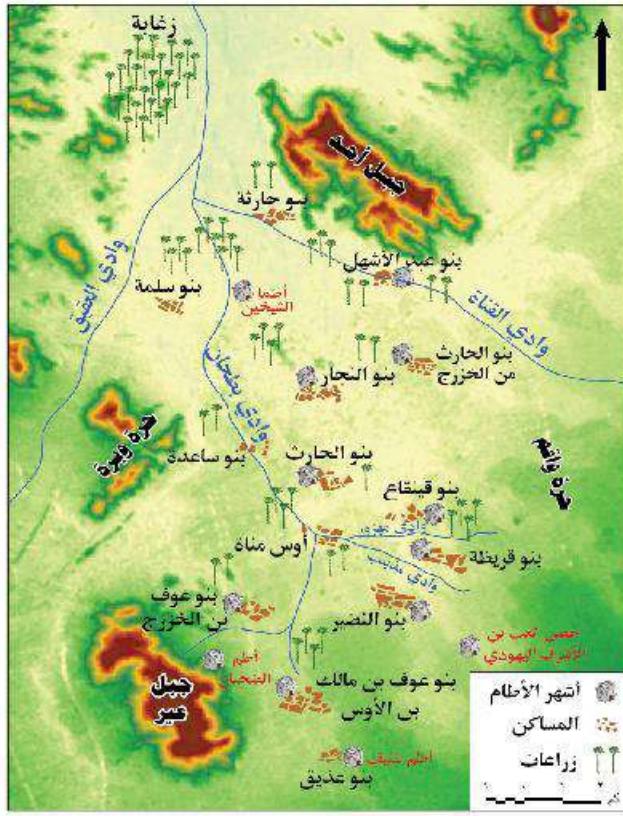 زغابة
جبل أحد
بنو حارثة
وادي العقيق
بنو سلمة
أطما
الشيخين
بنو عبد الأشهل
وادي القناة
بنو الحارث
من الخزرج
بنو النجار
وادي بطحان
حرة وبرة
بنو ساعدة
بنو الحارث
حرة واقم
بنو قينقاع
وادي مهزور
أوس مناة
بنو قريظة
وادي مذينب
بنو عوف
بن الخزرج
بنو النضير
حصن كعب بن
الأشرف اليهودي
أطم
الضحيان
جبل
عير
بنو عوف بن مالك
بن الأوس
بنو عذيق
أشهر الأطام
المساكن
زراعات
كم